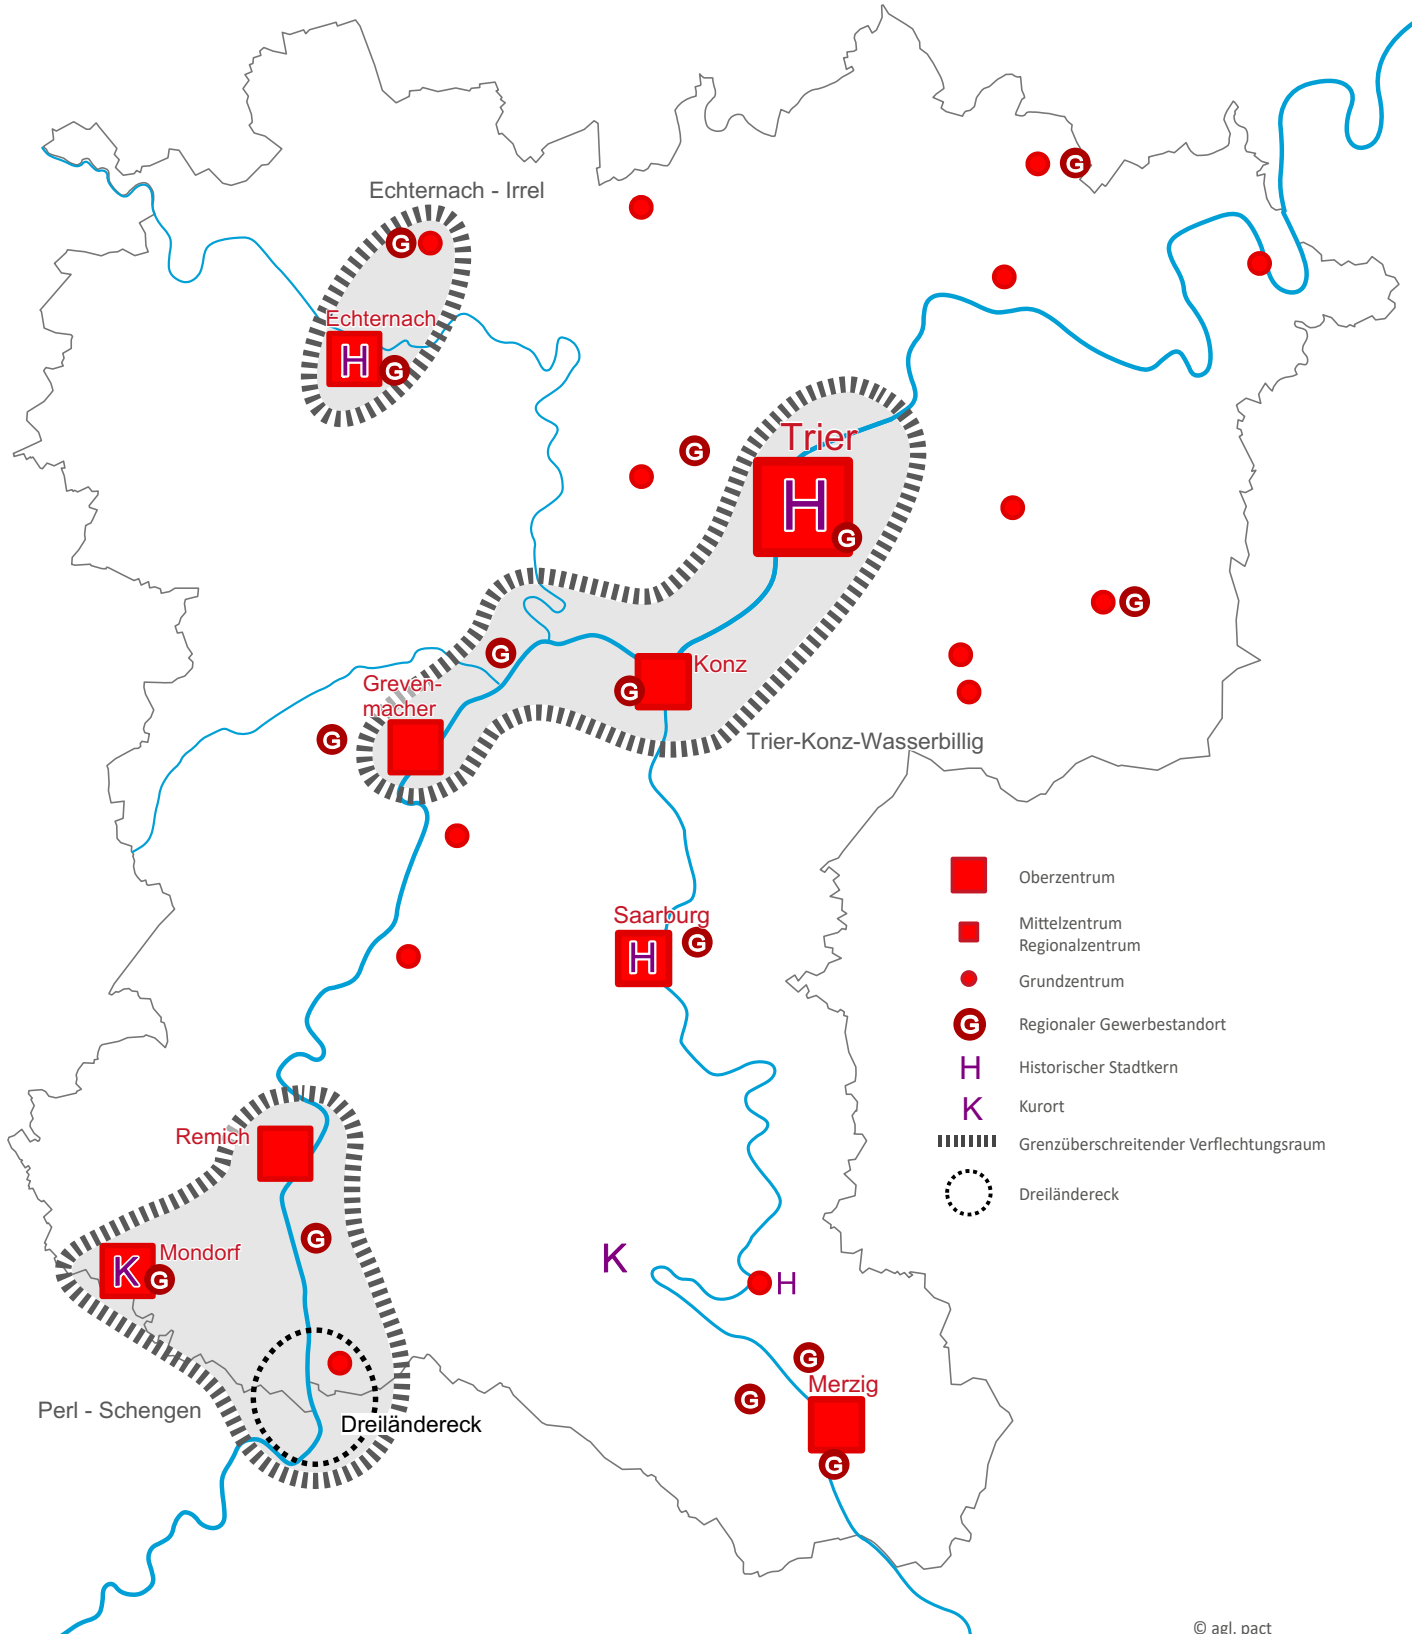 G
Echternach - Irrel
G
Echternach
H
G
G
Trier
H
G
G
G
Konz
G
Greven-
macher
G
Trier-Konz-Wasserbillig
Saarburg
H
G
Remich
G
Mondorf
K
G
K
H
G
Merzig
G
G
Perl - Schengen
Dreiländereck
Oberzentrum
Mittelzentrum
Regionalzentrum
Grundzentrum
G Regionaler Gewerbestandort
H Historischer Stadtkern
K Kurort
Grenzüberschreitender Verflechtungsraum
Dreiländereck
© agl, pact